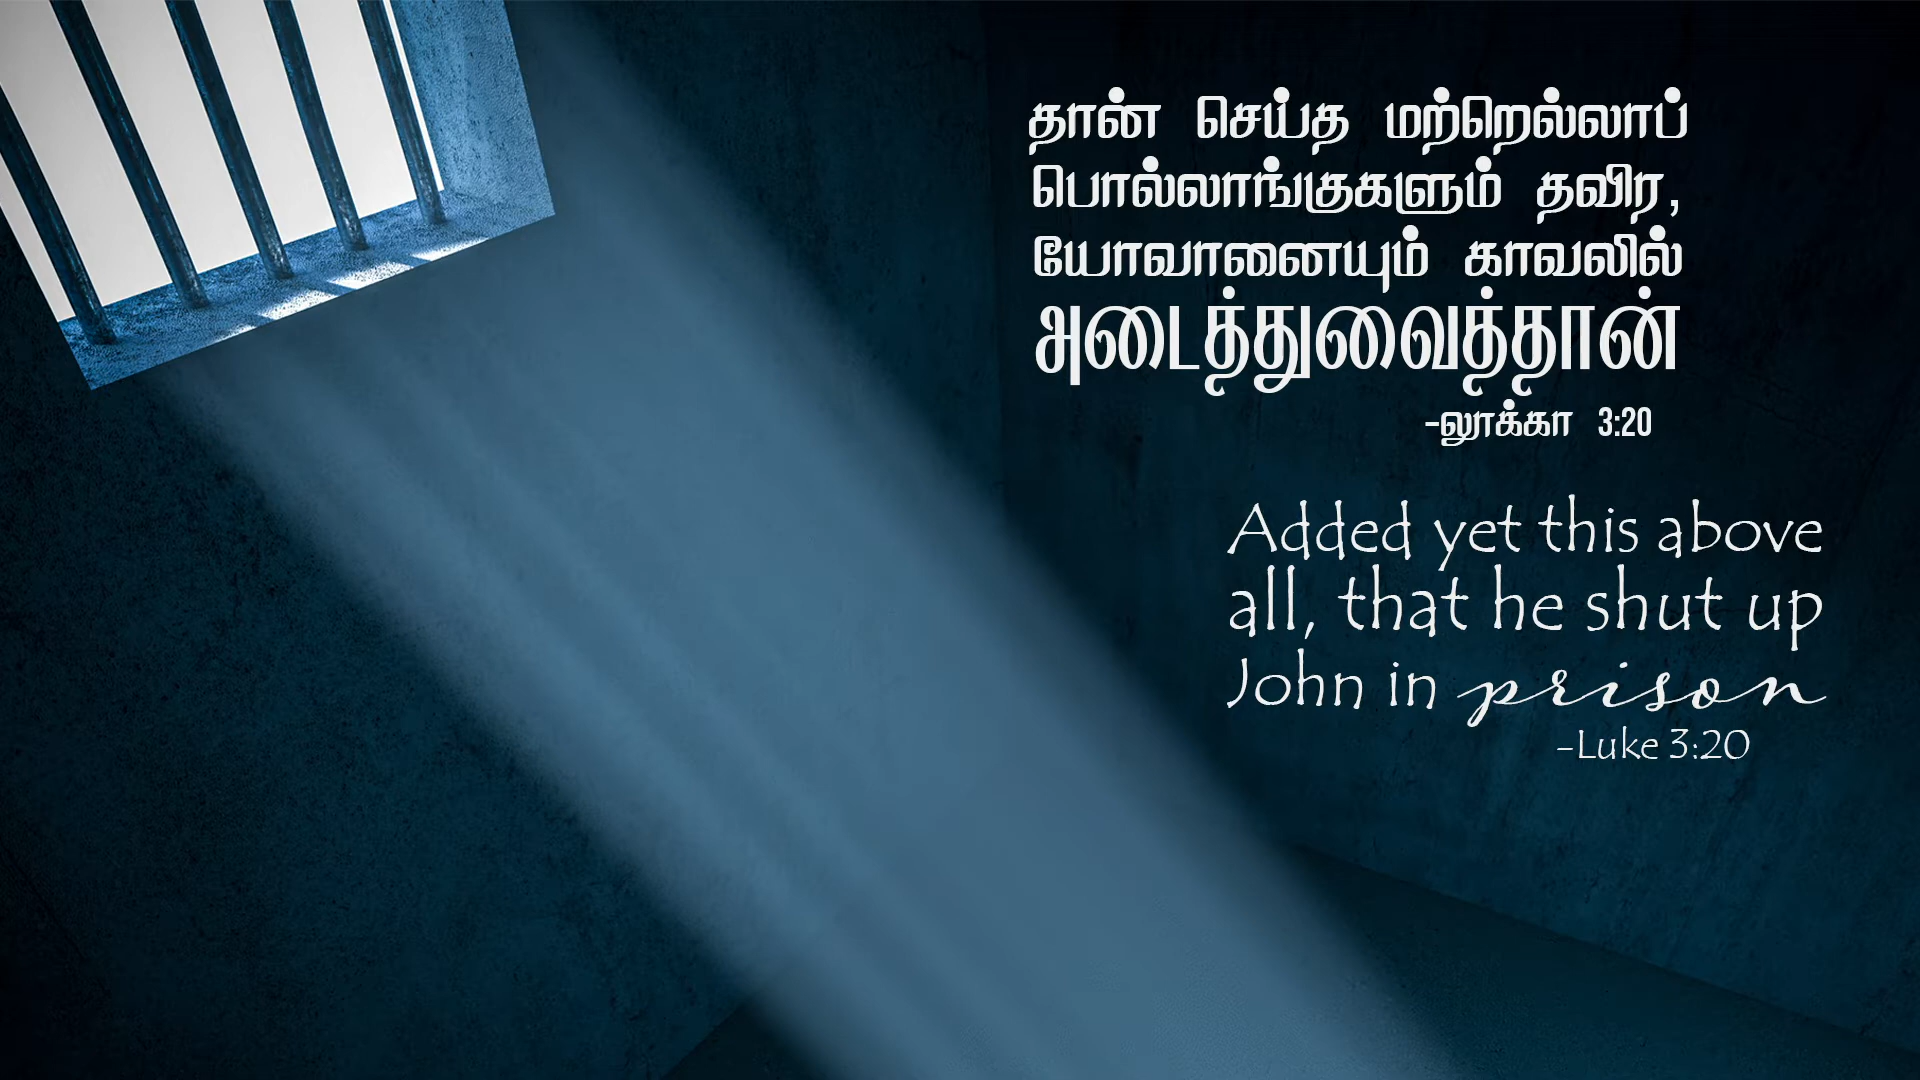 தான் செய்த மற்றெல்லாப்
பொல்லாங்குகளும் தவிர,
யோவானையும் காவலில்
அடைத்துவைத்தான்
-லூக்கா 3:20
Added yet this above
all, that he shut up
John in prison
-Luke 3:20